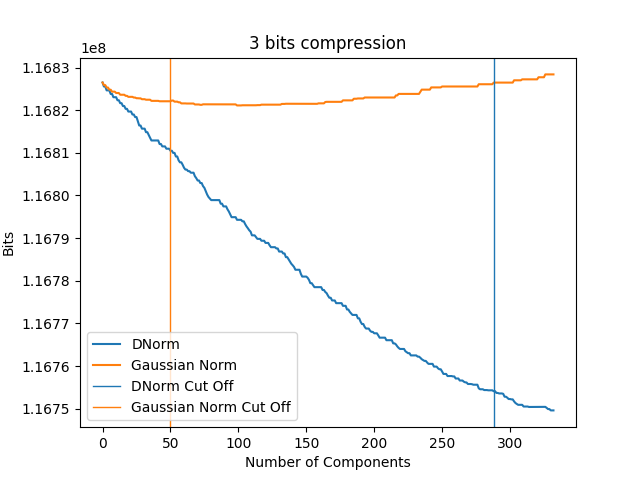 3 bits compression
1e8
1.1683
1.1682
1.1681
1.1680
1.1679
1.1678
1.1677
1.1676
1.1675
Bits
DNorm
Gaussian Norm
DNorm Cut Off
Gaussian Norm Cut Off
0 50 100 150 200 250 300
Number of Components